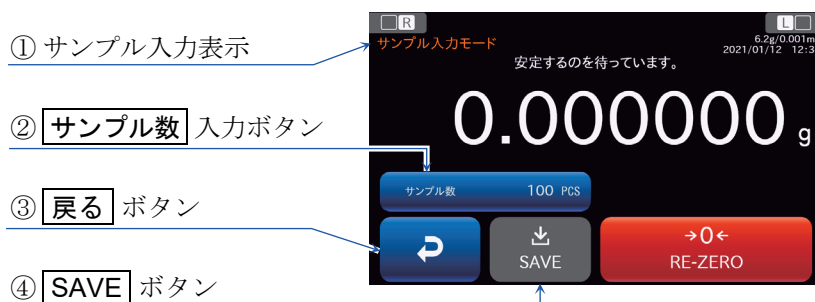 ① サンプル入力表示
② サンプル数 入力ボタン
③ 戻る ボタン
④ SAVE ボタン
R
L
サンプル入力モード
6.2g/0.001m
2021/01/12 12:3
安定するのを待っています。
0.000000 g
サンプル数 100 PCS
SAVE
→0←
RE-ZERO